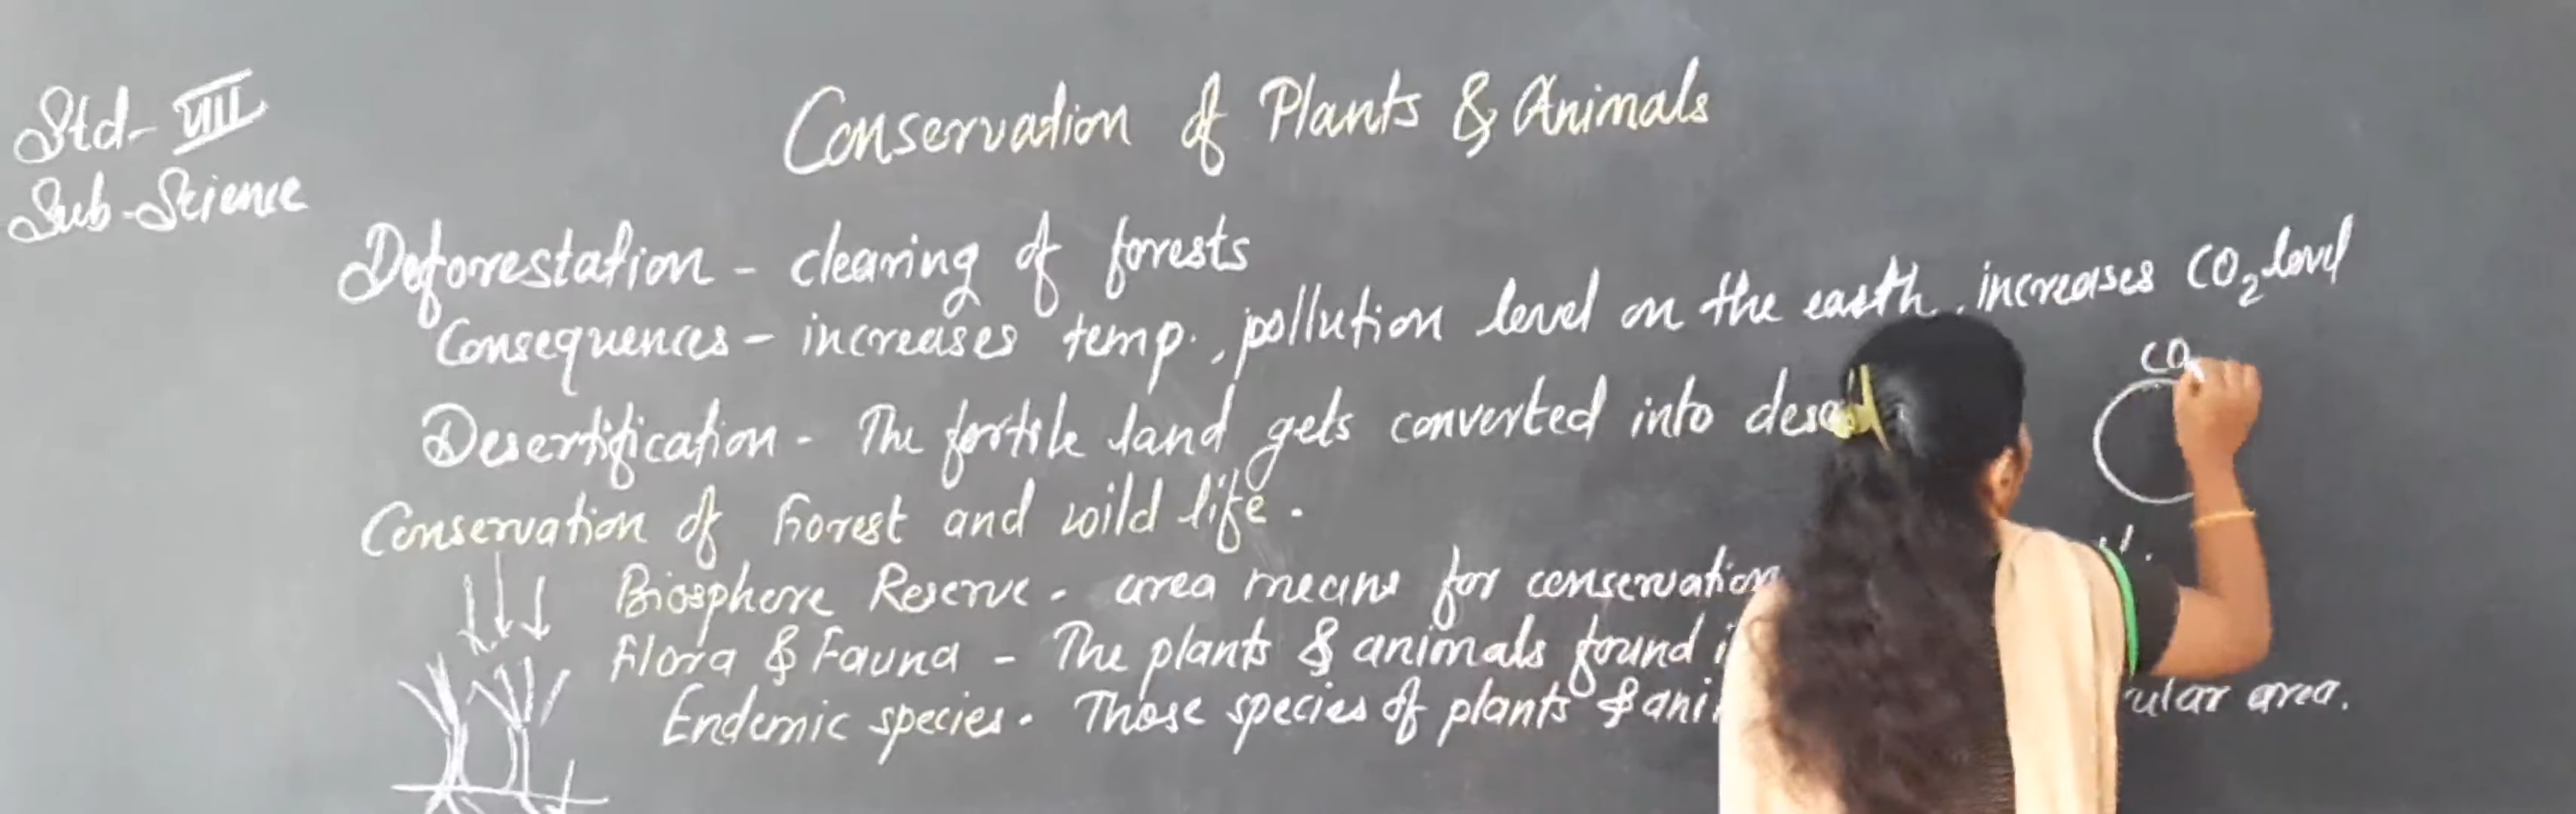 Std- VIII
Sub-Science
Conservation of Plants & Animals
Deforestation - clearing of forests
Consequences - increases temp., pollution level on the earth, increases CO2 level
CO
Desertification - The fertile land gets converted into
Conservation of Forest and wild life.
Biosphere Reserve - area means for conservation
Flora & Fauna - The plants & animals found
Endemic species - Those species of plants & ani ular area.